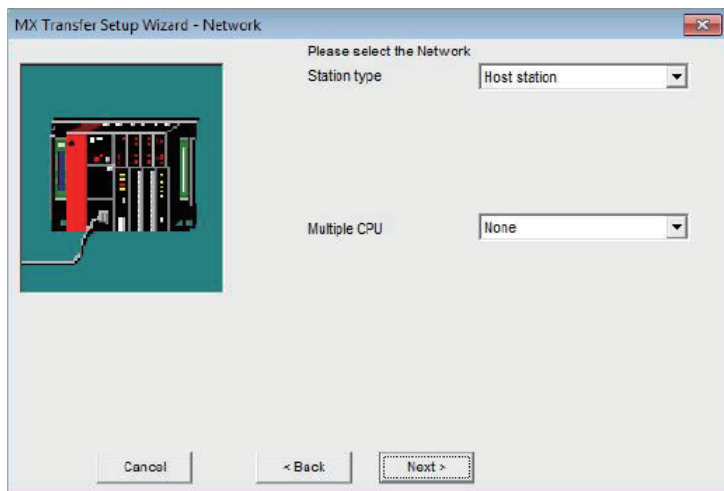 MX Transfer Setup Wizard - Network
Please select the Network
Station type
Host station
Multiple CPU
None
Cancel
< Back
Next >